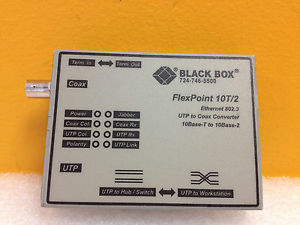 Term In Term Out
BLACK BOX®
724-746-5500
Coax
FlexPoint 10T/2
Ethernet 802.3
UTP to Coax Converter
10Base-T to 10Base-2
Power Jabber
Coax Col. Coax Rx
UTP Col. UTP Rx
Polarity UTP Link
UTP
UTP to Hub / Switch UTP to Workstation